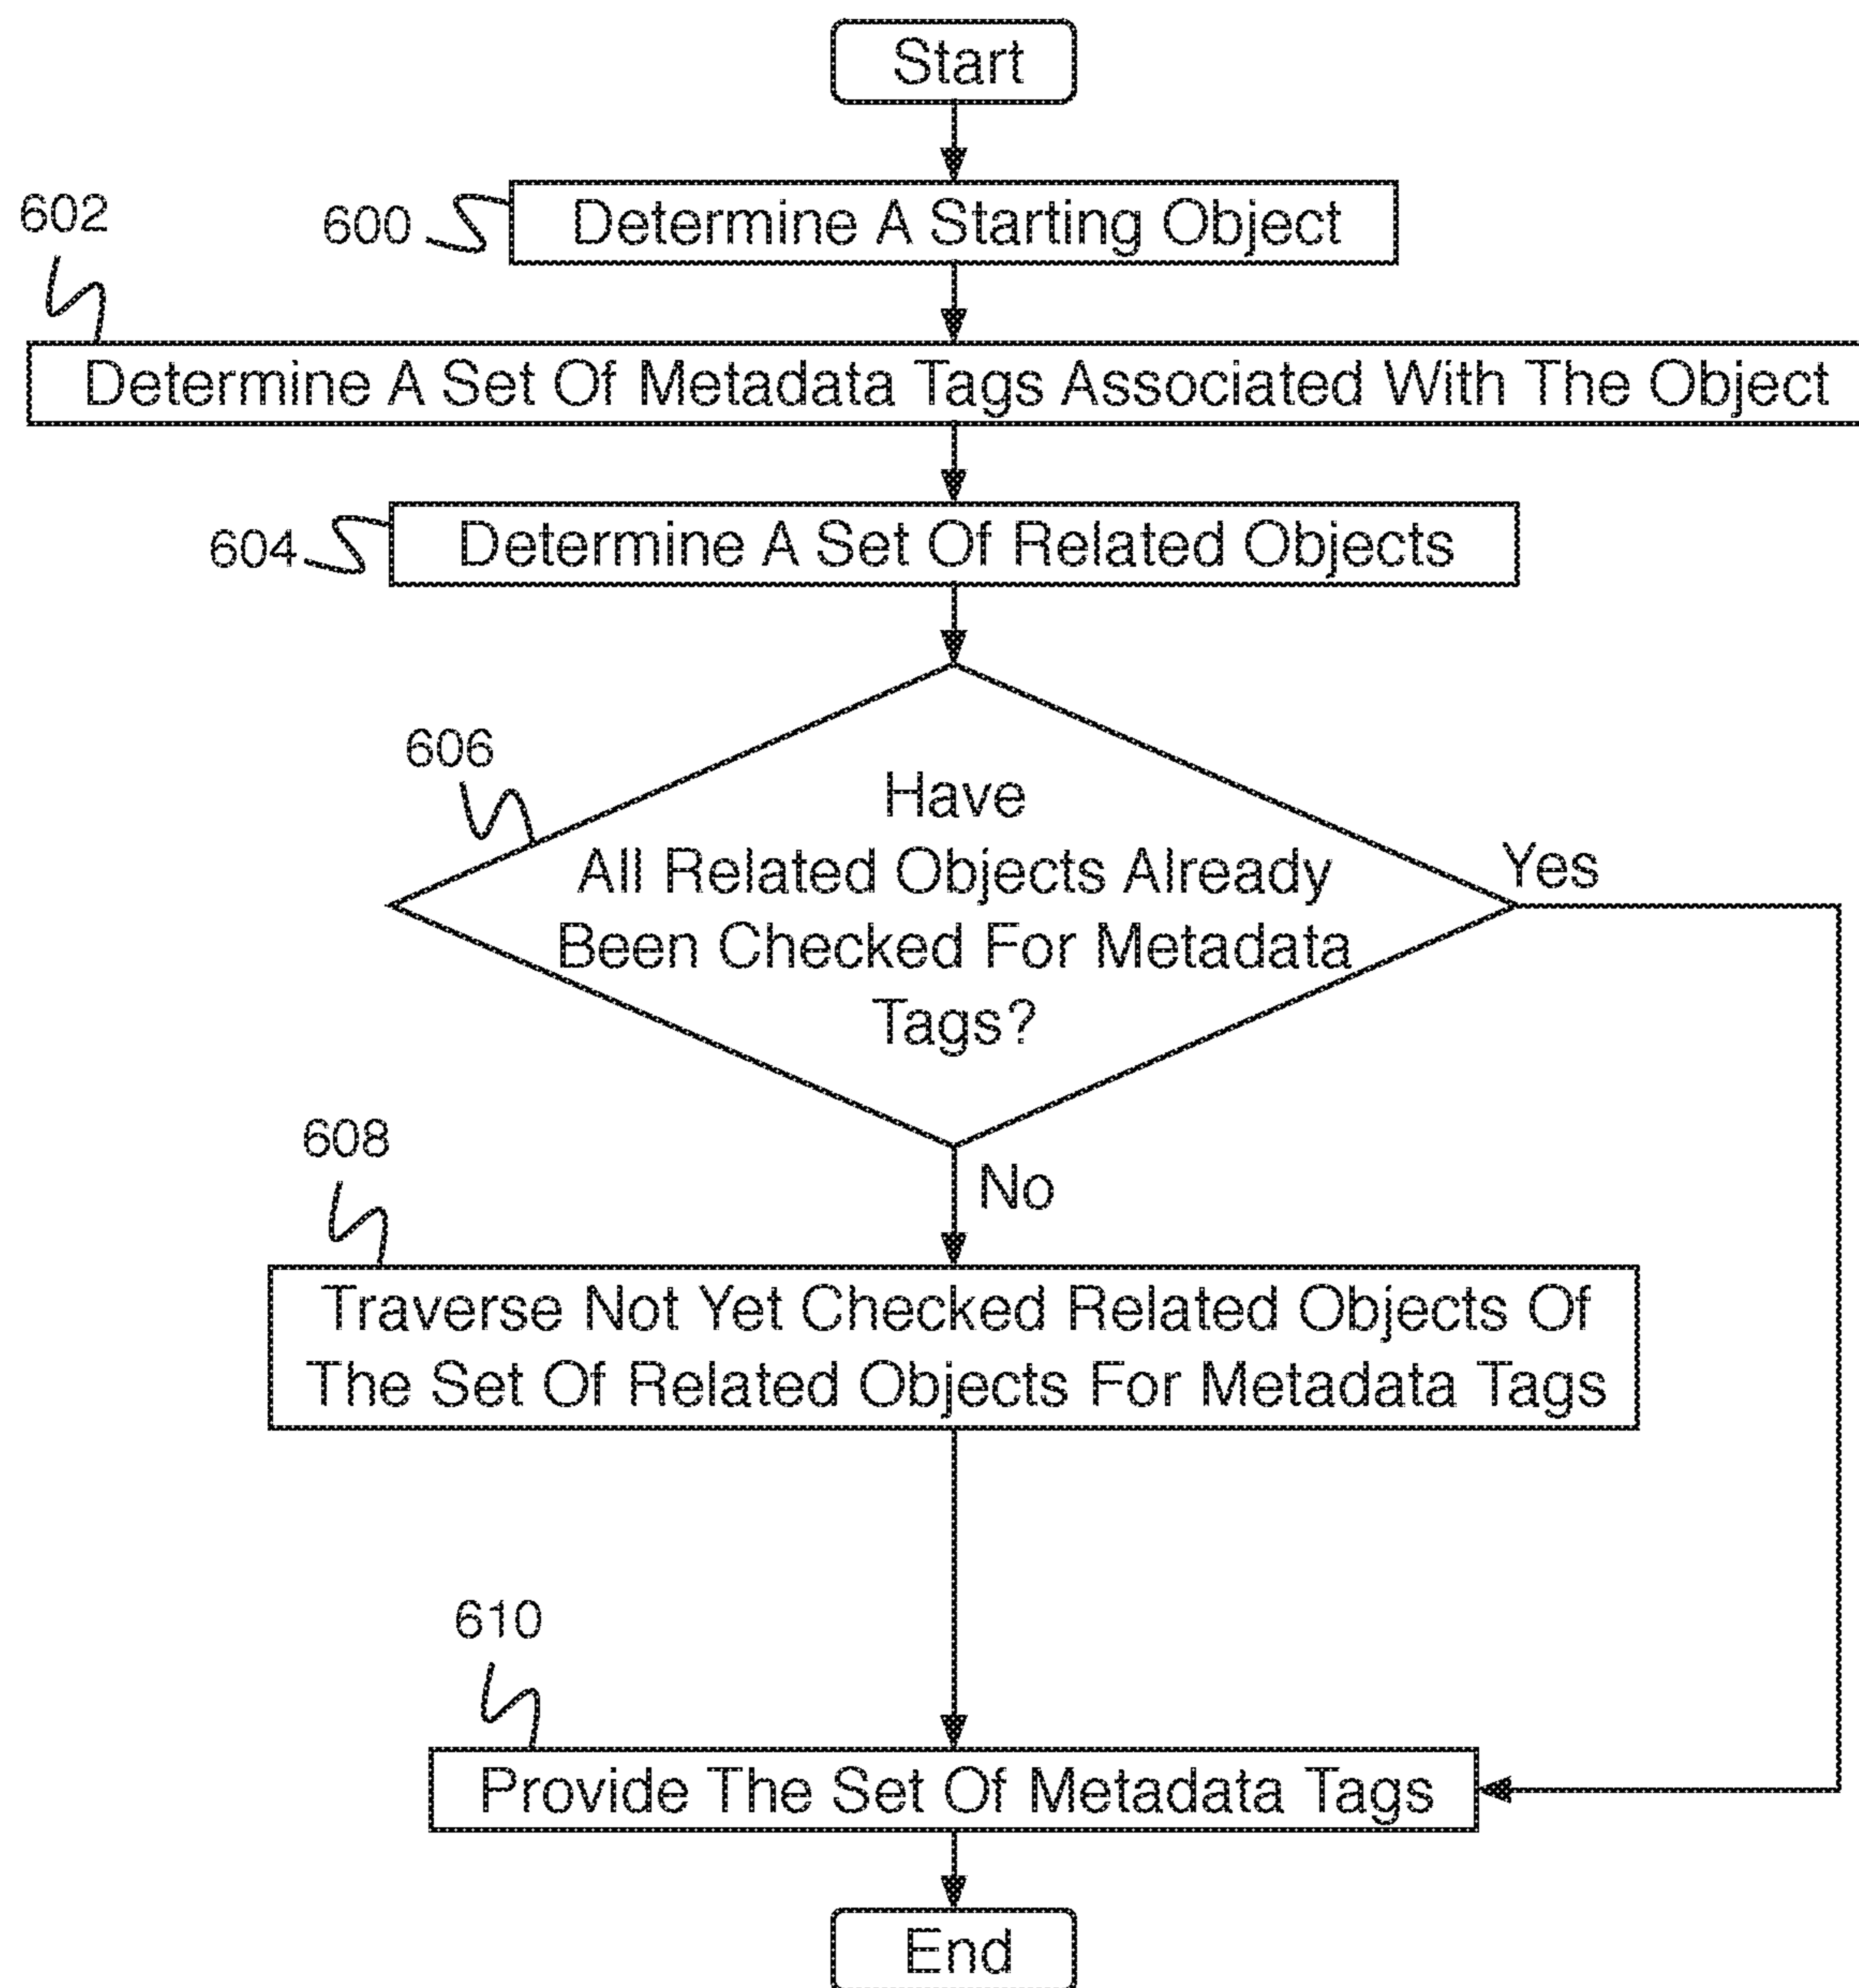 Start
600
Determine A Starting Object
602
Determine A Set Of Metadata Tags Associated With The Object
604
Determine A Set Of Related Objects
606
Have
All Related Objects Already
Been Checked For Metadata
Tags?
Yes
No
608
Traverse Not Yet Checked Related Objects Of
The Set Of Related Objects For Metadata Tags
610
Provide The Set Of Metadata Tags
End